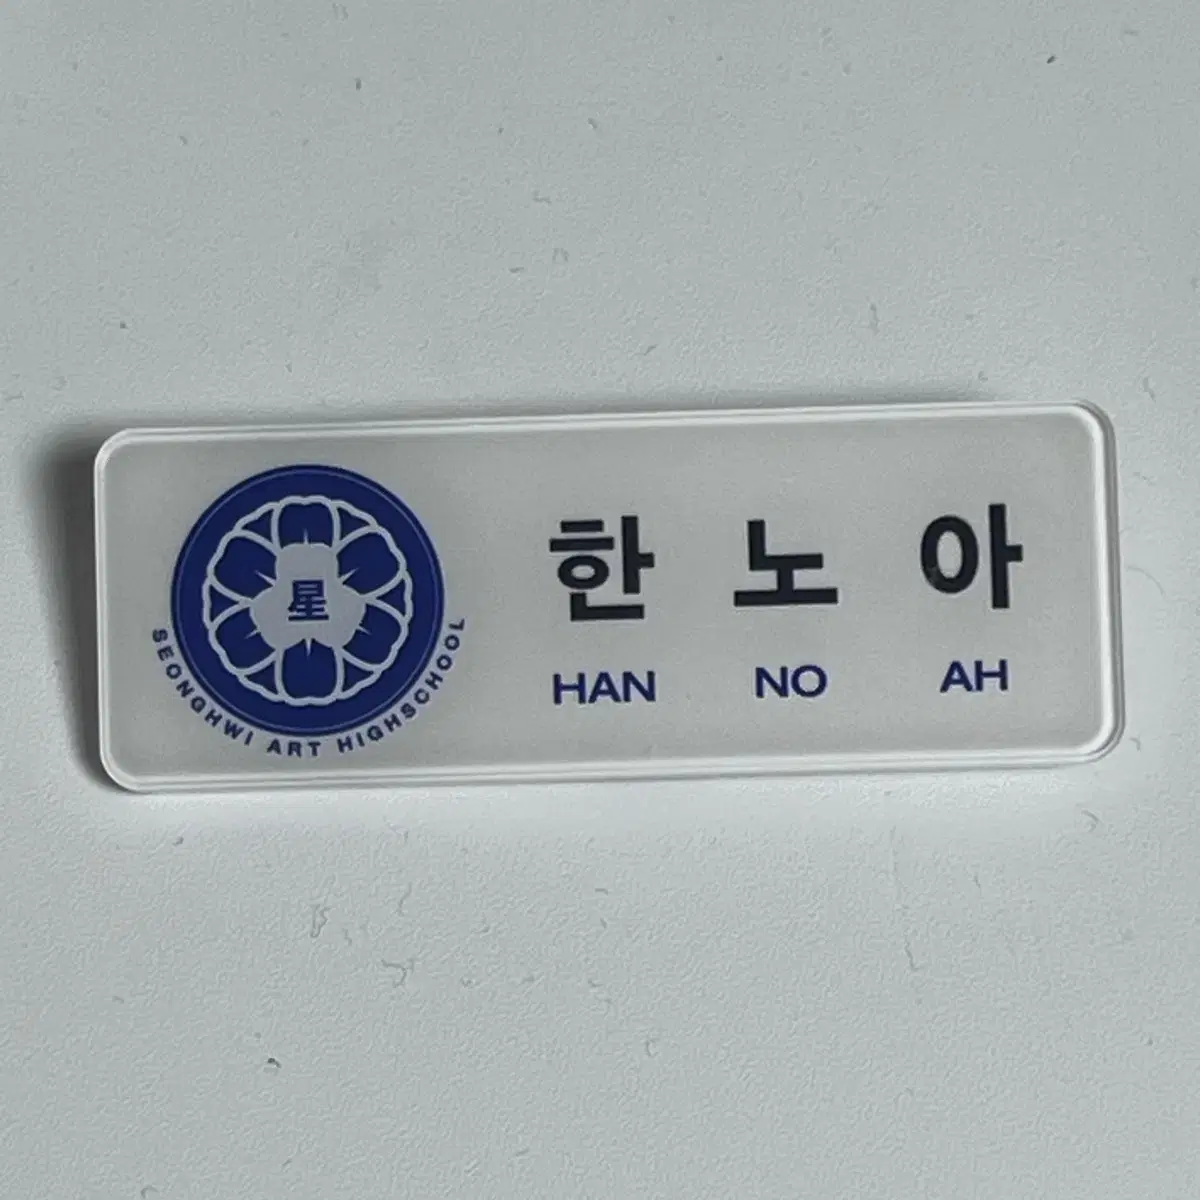 星
SEONGHWI ART HIGHSCHOOL
한 노 아
HAN NO AH